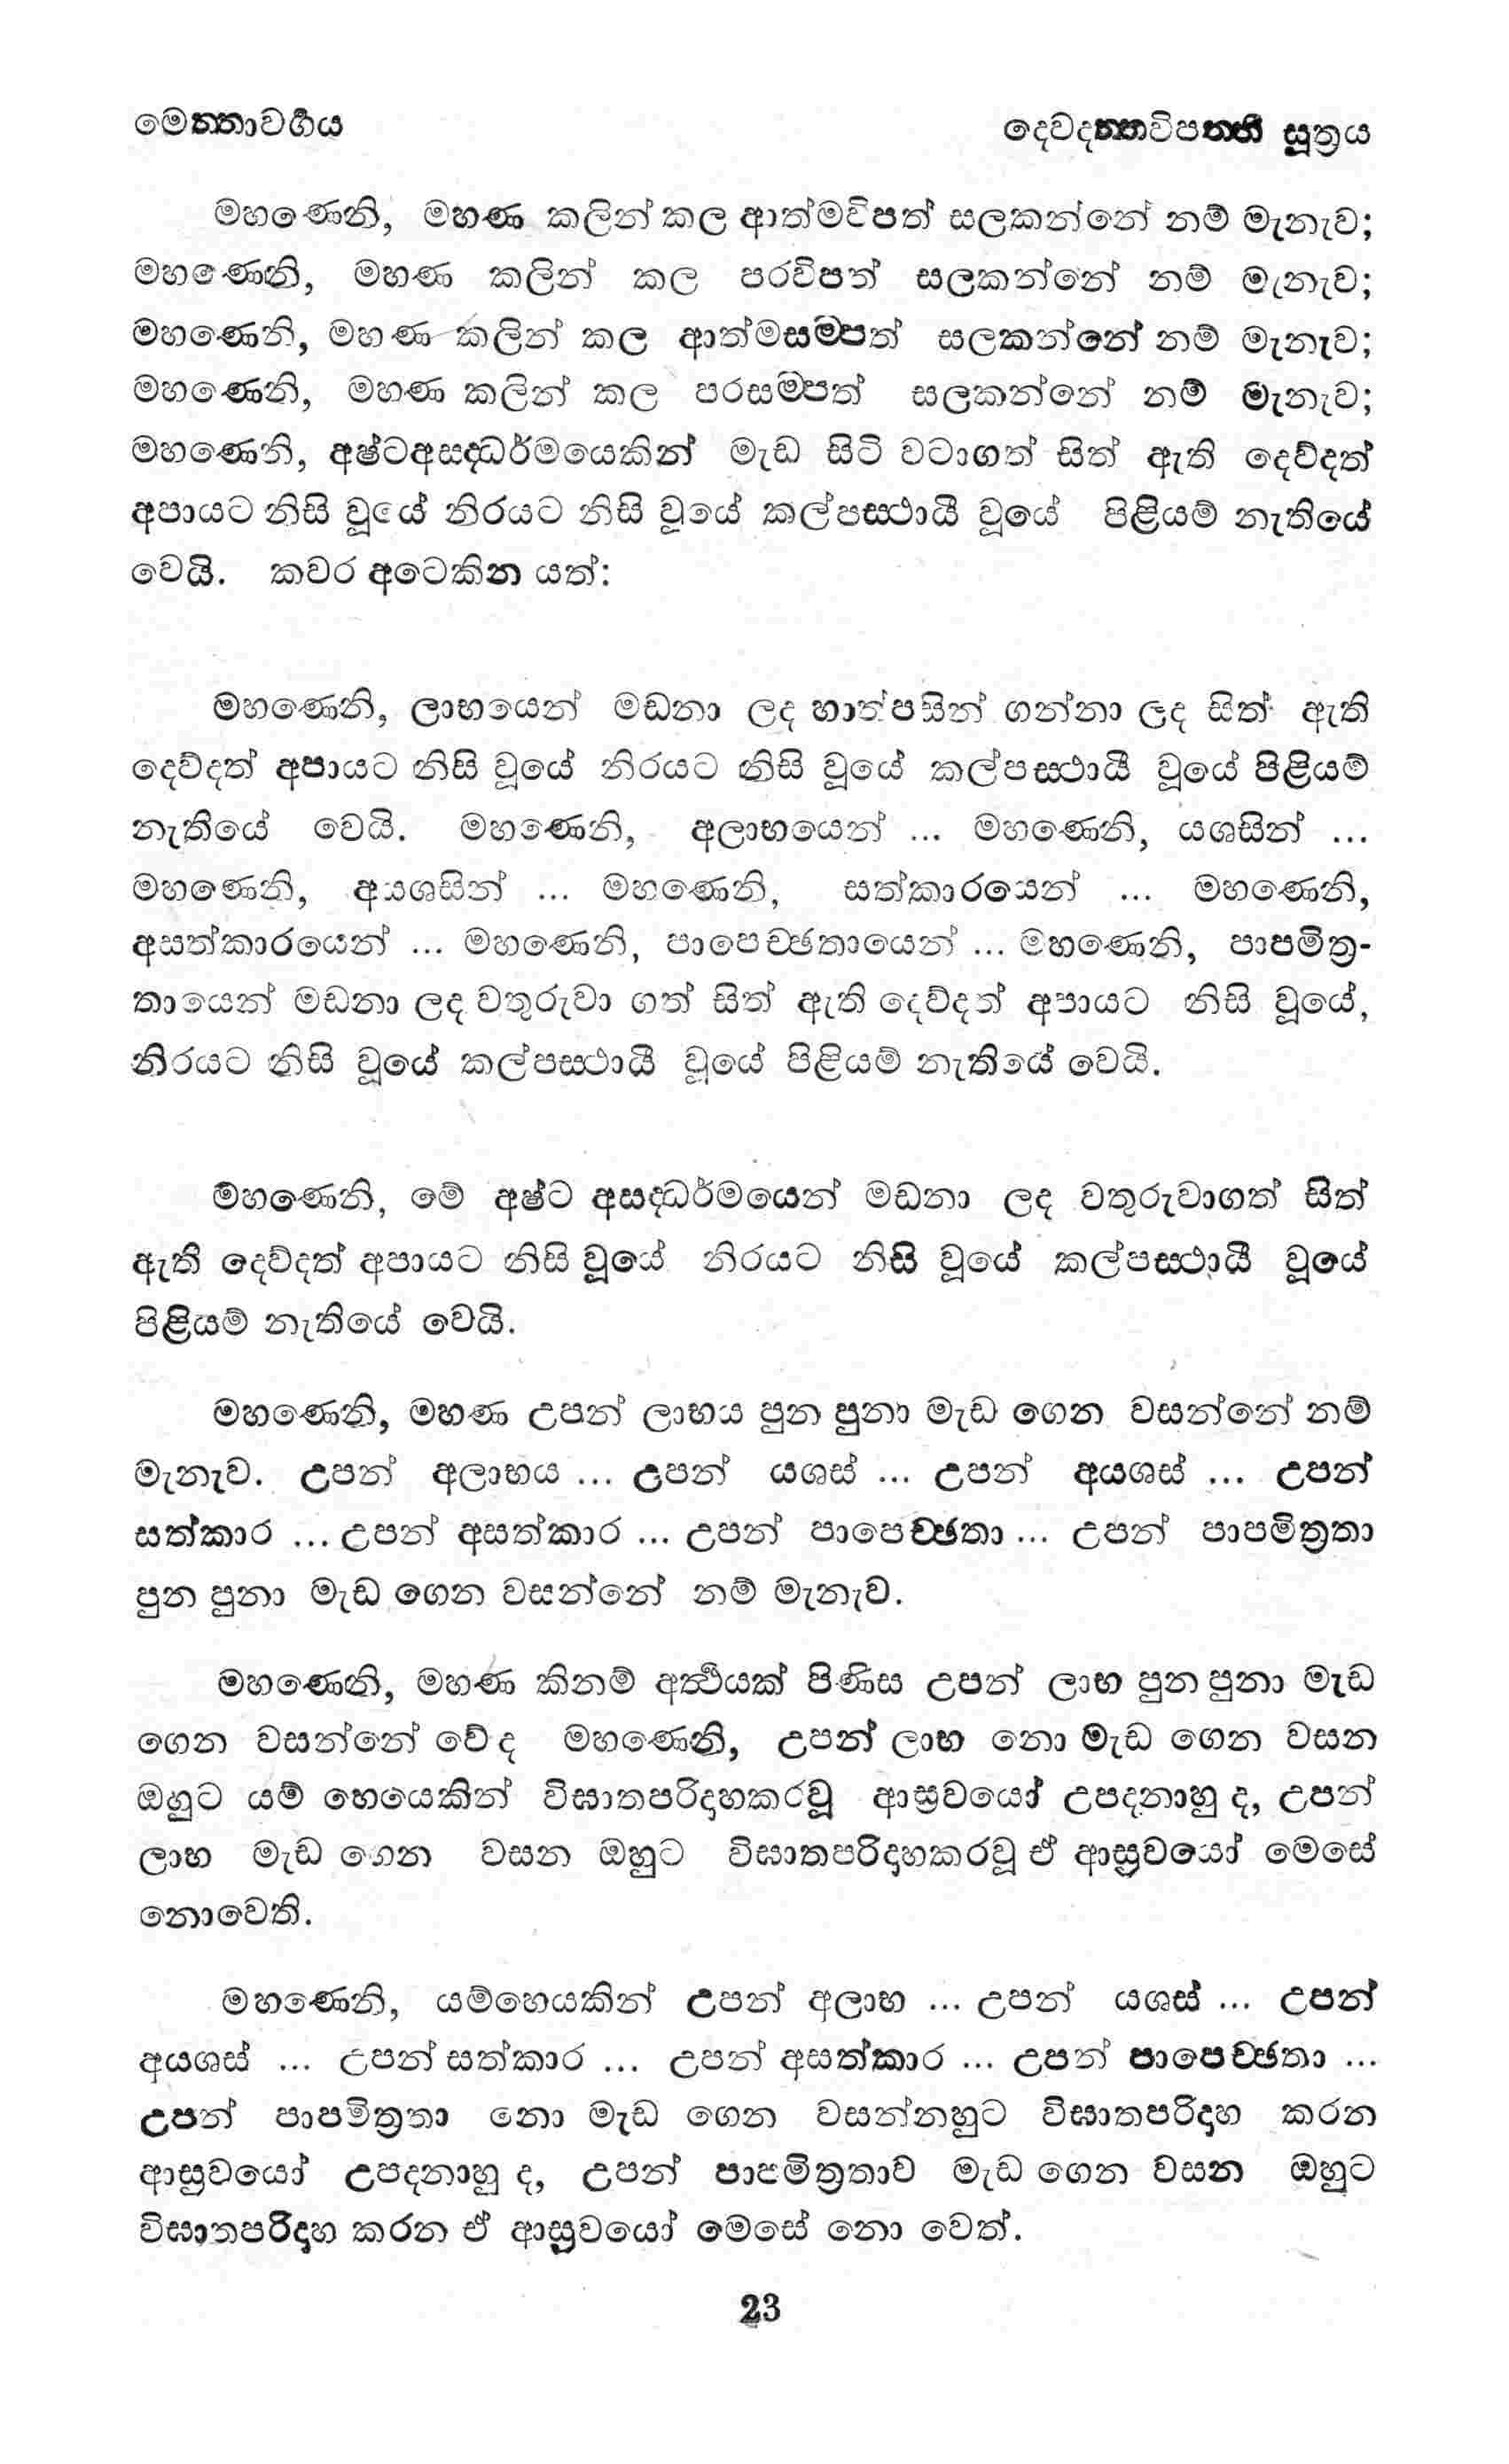 මෙත්තාවර්ගය
දෙවදත්තවිපත්ති සූත්‍රය
මහණෙනි, මහණ කලින් කල ආත්මවිපත් සලකන්නේ නම් මැනැව;
මහණෙනි, මහණ කලින් කල පරවිපත් සලකන්නේ නම් මැනැව;
මහණෙනි, මහණ කලින් කල ආත්මසම්පත් සලකන්නේ නම් මැනැව;
මහණෙනි, මහණ කලින් කල පරසම්පත් සලකන්නේ නම් මැනැව;
මහණෙනි, අෂ්ටඅසද්ධර්මයෙකින් මැඩ සිටි වටාගත් සිත් ඇති දෙව්දත්
අපායට නිසි වූයේ නිරයට නිසි වූයේ කල්පස්ථායී වූයේ පිළියම් නැතියේ
වෙයි. කවර අටෙකින යත්:
මහණෙනි, ලාභයෙන් මඩනා ලද හාත්පසින් ගන්නා ලද සිත් ඇති
දෙව්දත් අපායට නිසි වූයේ නිරයට නිසි වූයේ කල්පස්ථායී වූයේ පිළියම්
නැතියේ වෙයි. මහණෙනි, අලාභයෙන් ... මහණෙනි, යශසින් ...
මහණෙනි, අයශසින් ... මහණෙනි, සත්කාරයෙන් ... මහණෙනි,
අසත්කාරයෙන් ... මහණෙනි, පාපෙච්ඡතායෙන් ... මහණෙනි, පාපමිත්‍ර-
තායෙන් මඩනා ලද වතුරුවා ගත් සිත් ඇති දෙව්දත් අපායට නිසි වූයේ,
නිරයට නිසි වූයේ කල්පස්ථායී වූයේ පිළියම් නැතියේ වෙයි.
මහණෙනි, මේ අෂ්ට අසද්ධර්මයෙන් මඩනා ලද වතුරුවාගත් සිත්
ඇති දෙව්දත් අපායට නිසි වූයේ නිරයට නිසි වූයේ කල්පස්ථායී වූයේ
පිළියම් නැතියේ වෙයි.
මහණෙනි, මහණ උපන් ලාභය පුන පුනා මැඩ ගෙන වසන්නේ නම්
මැනැව. උපන් අලාභය ... උපන් යශස් ... උපන් අයශස් ... උපන්
සත්කාර ... උපන් අසත්කාර ... උපන් පාපෙච්ඡතා ... උපන් පාපමිත්‍රතා
පුන පුනා මැඩ ගෙන වසන්නේ නම් මැනැව.
මහණෙනි, මහණ කිනම් අර්ත්‍ථයක් පිණිස උපන් ලාභ පුන පුනා මැඩ
ගෙන වසන්නේ වේ ද මහණෙනි, උපන් ලාභ නො මැඩ ගෙන වසන
ඔහුට යම් හෙයෙකින් විඝාතපරිදාහකරවූ ආස්‍රවයෝ උපදනාහු ද, උපන්
ලාභ මැඩ ගෙන වසන ඔහුට විඝාතපරිදාහකරවූ ඒ ආස්‍රවයෝ මෙසේ
නොවෙති.
මහණෙනි, යම්හෙයකින් උපන් අලාභ ... උපන් යශස් ... උපන්
අයශස් ... උපන් සත්කාර ... උපන් අසත්කාර ... උපන් පාපෙච්ඡතා ...
උපන් පාපමිත්‍රතා නො මැඩ ගෙන වසන්නහුට විඝාතපරිදාහ කරන
ආස්‍රවයෝ උපදනාහු ද, උපන් පාපමිත්‍රතාව මැඩ ගෙන වසන ඔහුට
විඝාතපරිදාහ කරන ඒ ආස්‍රවයෝ මෙසේ නො වෙත්.
23